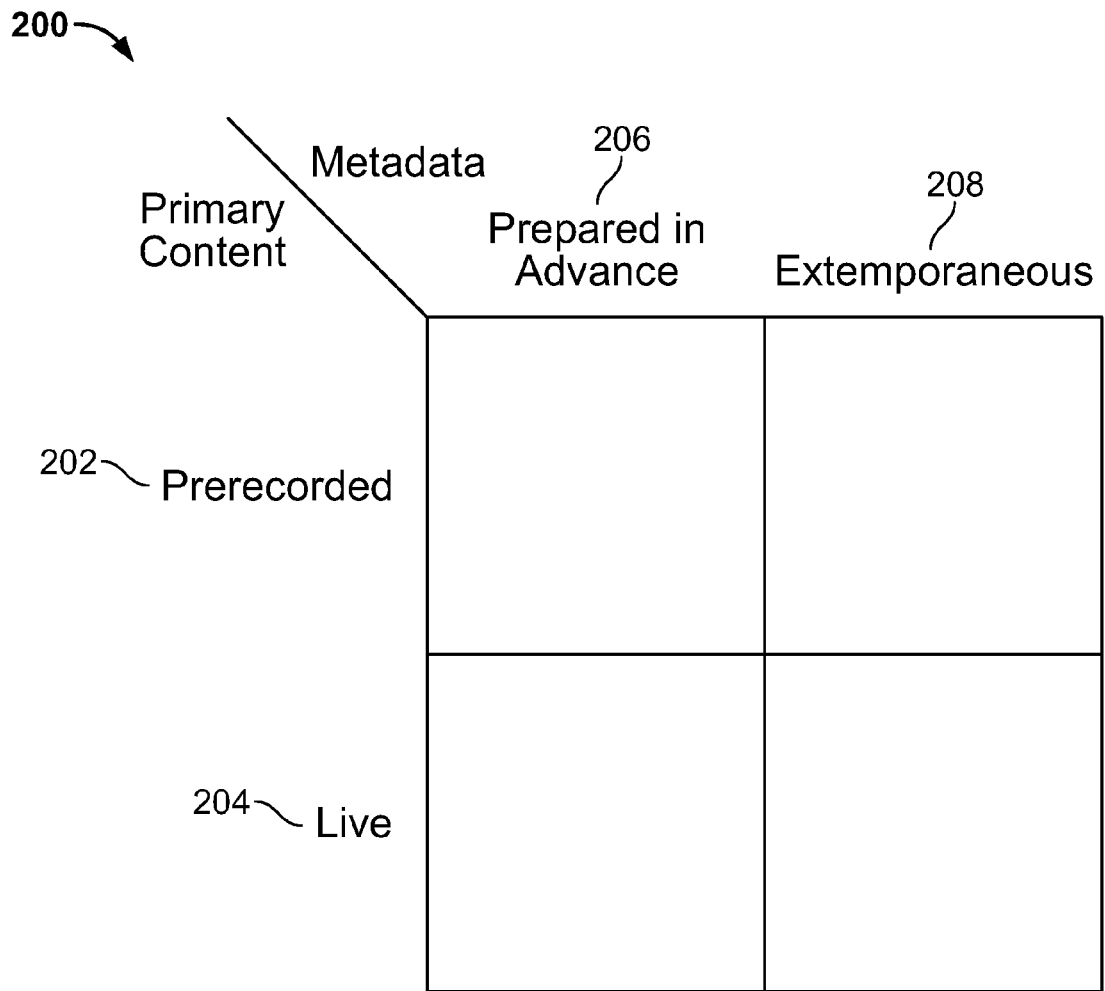 200
Metadata
206
Primary
Content
208
Prepared in
Advance
Extemporaneous
202
Prerecorded
204
Live